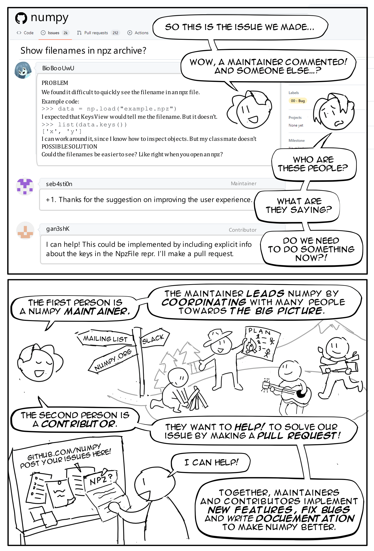 numpy
SO THIS IS THE ISSUE WE MADE...
Code
Issues
Pull requests
Actions
Show filenames in npz archive?
WOW, A MAINTAINER COMMENTED!
AND SOMEONE ELSE...?
BioBooUwU
PROBLEM
We found it difficult to quickly see the filename in an npz file.
Example code:
>>> data = np.load("example.npz")
I expected that KeysView would tell me the filename. But it doesn't.
>>> list(data.keys())
['x', 'y']
I can work around it, since I know how to inspect objects. But my classmate doesn't
POSSIBLE SOLUTION
Could the filenames be easier to see? Like right when you open an npz?
Labels
Projects
None yet
Milestone
WHO ARE
THESE PEOPLE?
seb4sti0n
Maintainer
+1. Thanks for the suggestion on improving the user experience.
WHAT ARE
THEY SAYING?
gan3shK
Contributor
I can help! This could be implemented by including explicit info
about the keys in the NpzFile repr. I'll make a pull request.
DO WE NEED
TO DO SOMETHING
NOW?!
THE FIRST PERSON IS
A NUMPY MAINTAINER.
THE MAINTAINER LEADS NUMPY BY
COORDINATING WITH MANY PEOPLE
TOWARDS THE BIG PICTURE.
MAILING LIST
SLACK
NUMPY.ORG
PLAN
THE SECOND PERSON IS
A CONTRIBUTOR.
THEY WANT TO HELP! TO SOLVE OUR
ISSUE BY MAKING A PULL REQUEST!
GITHUB.COM/NUMPY
POST YOUR ISSUES HERE!
NPZ?
I CAN HELP!
TOGETHER, MAINTAINERS
AND CONTRIBUTORS IMPLEMENT
NEW FEATURES, FIX BUGS
AND WRITE DOCUEMENTATION
TO MAKE NUMPY BETTER.